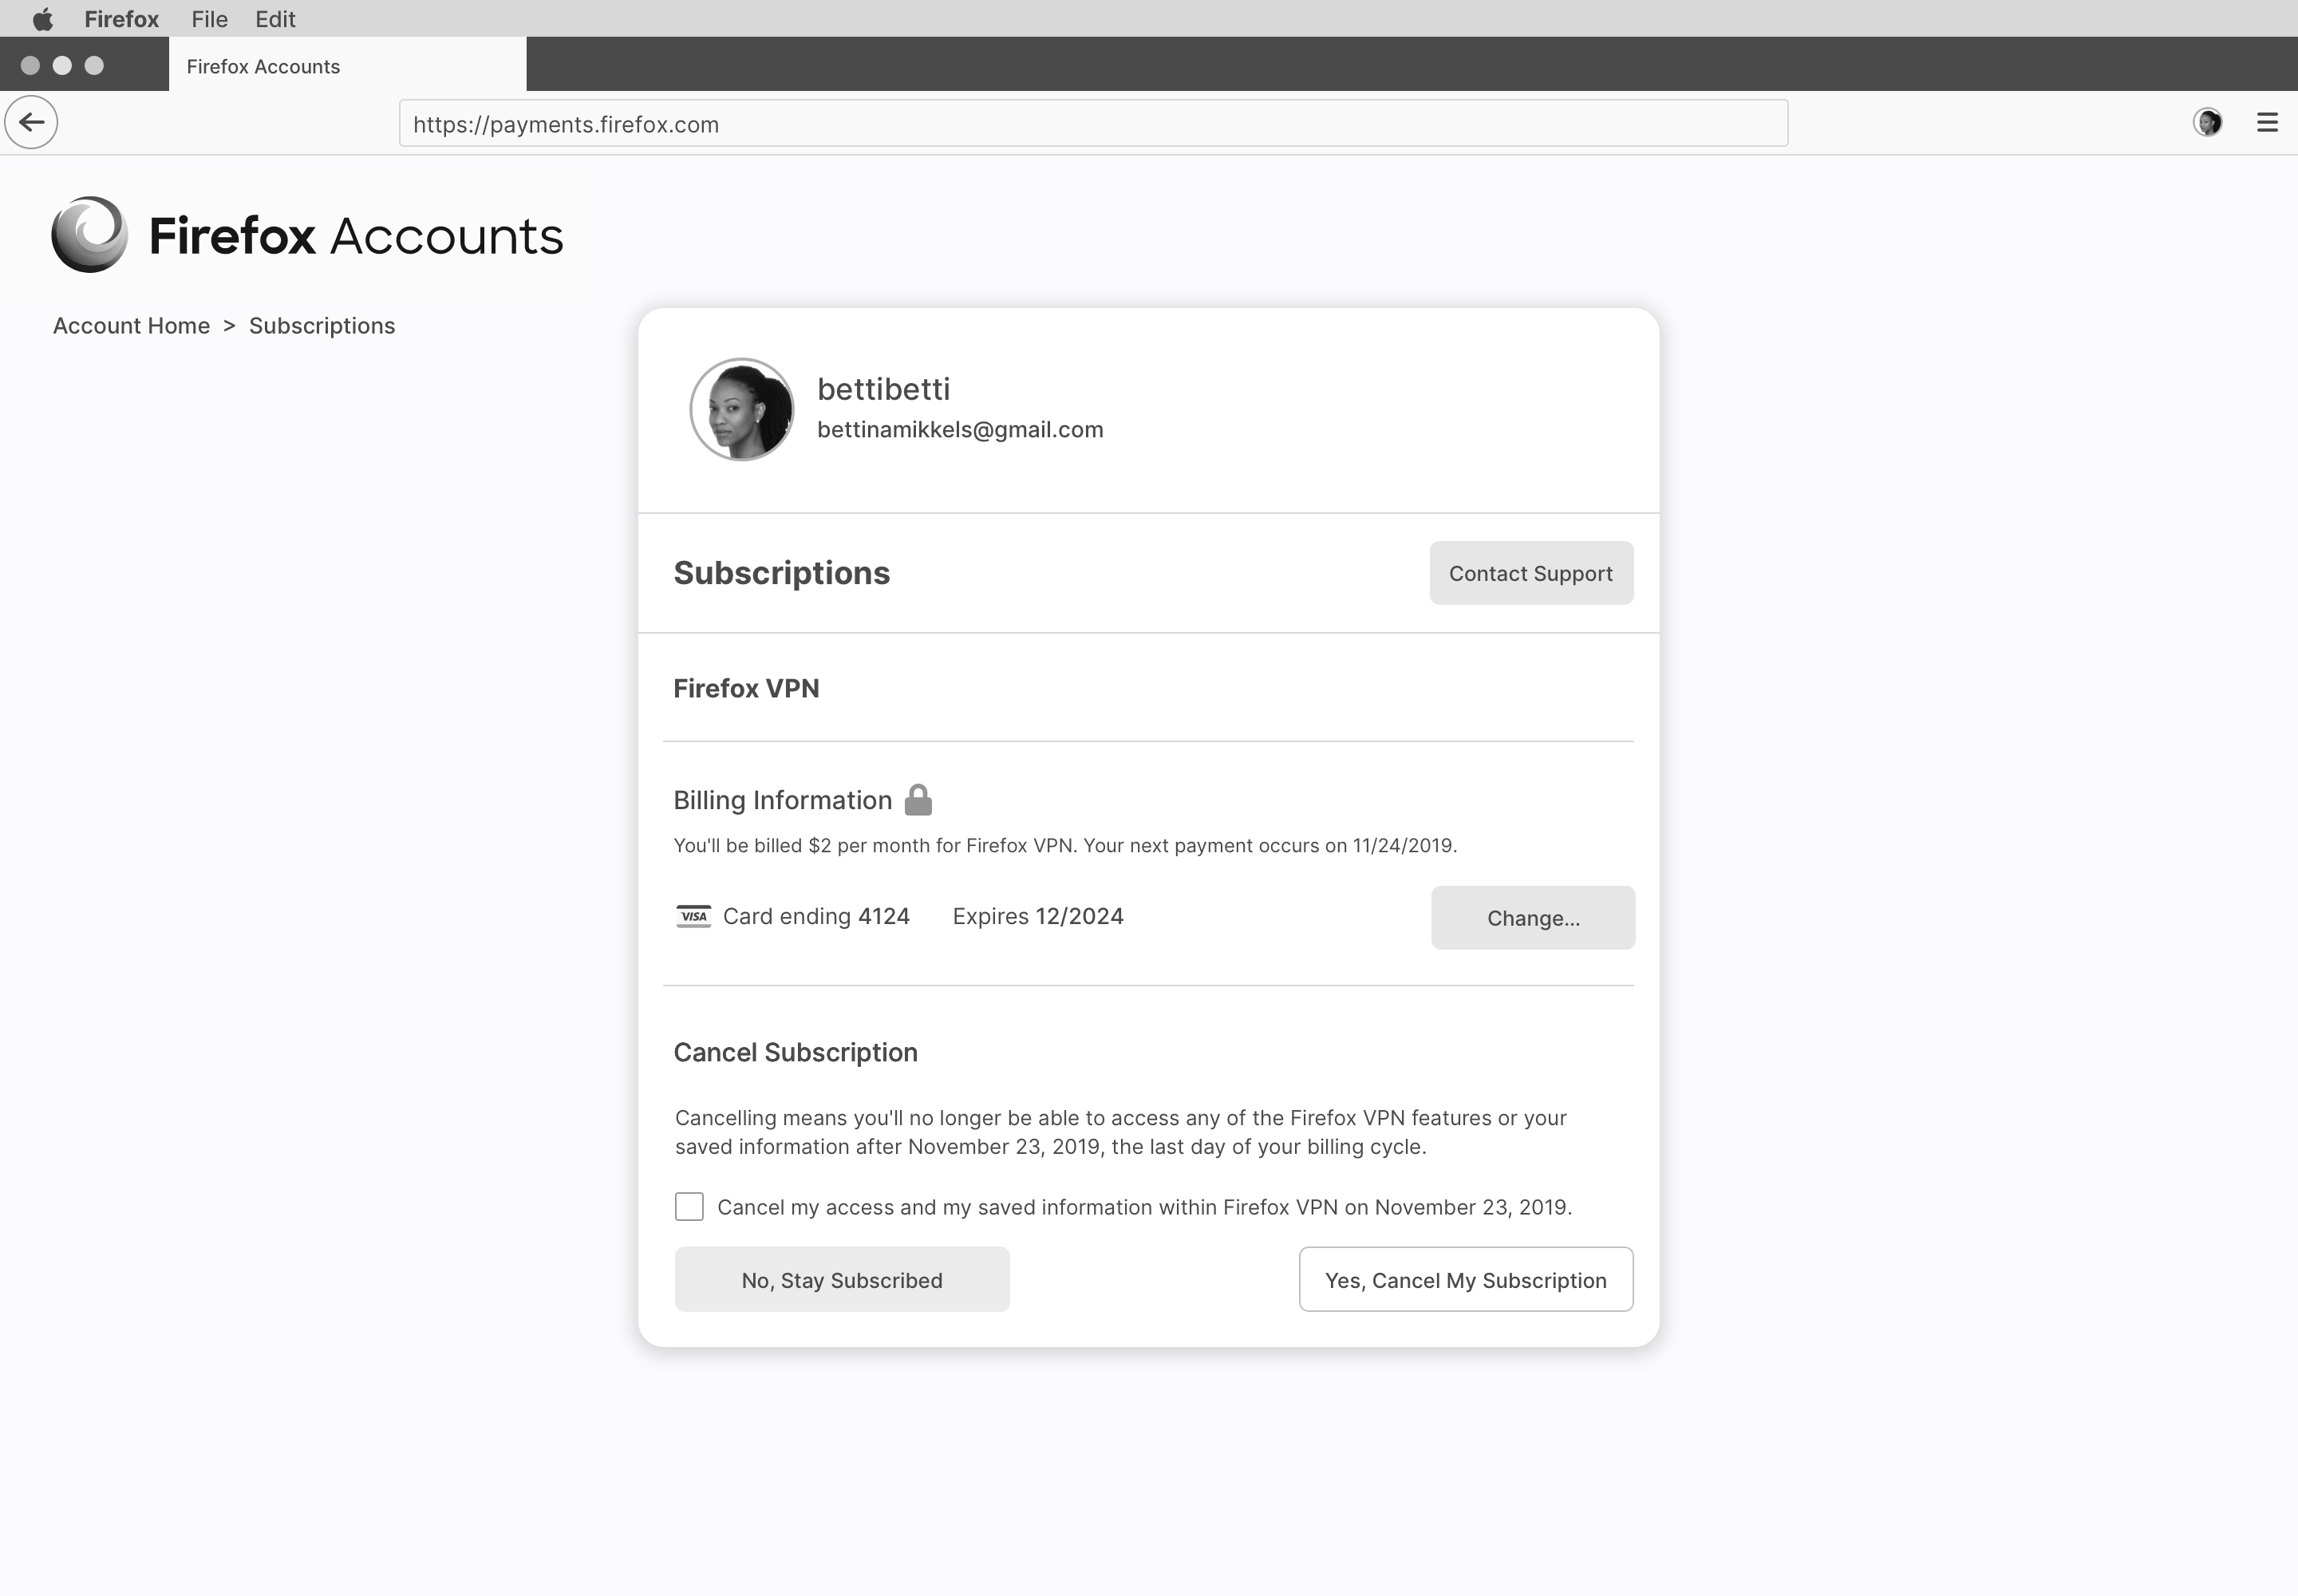 Firefox File Edit
Firefox Accounts
https://payments.firefox.com
Firefox Accounts
Account Home > Subscriptions
bettibetti
bettinamikkels@gmail.com
Subscriptions
Contact Support
Firefox VPN
Billing Information
You'll be billed $2 per month for Firefox VPN. Your next payment occurs on 11/24/2019.
VISA Card ending 4124 Expires 12/2024
Change...
Cancel Subscription
Cancelling means you'll no longer be able to access any of the Firefox VPN features or your
saved information after November 23, 2019, the last day of your billing cycle.
Cancel my access and my saved information within Firefox VPN on November 23, 2019.
No, Stay Subscribed
Yes, Cancel My Subscription